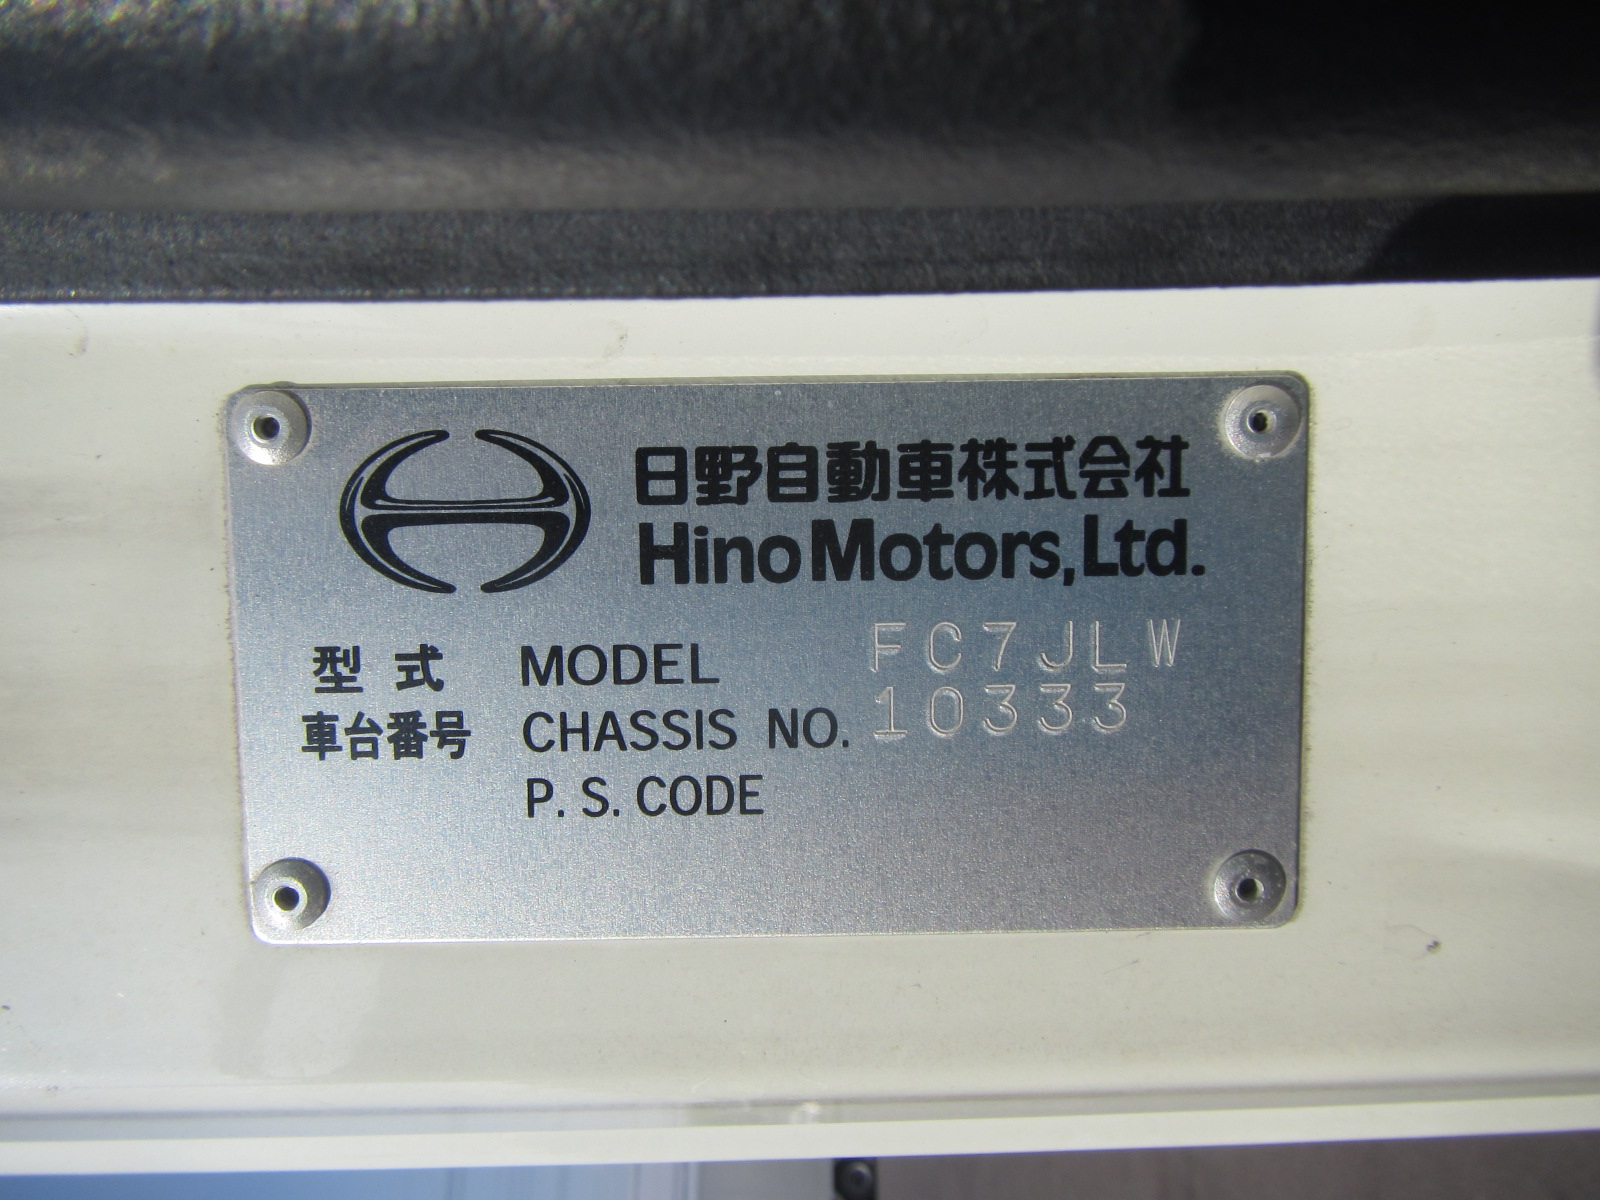 日野自動車株式会社
Hino Motors, Ltd.
型式 MODEL FC7JLW
車台番号 CHASSIS NO. 10333
P. S. CODE